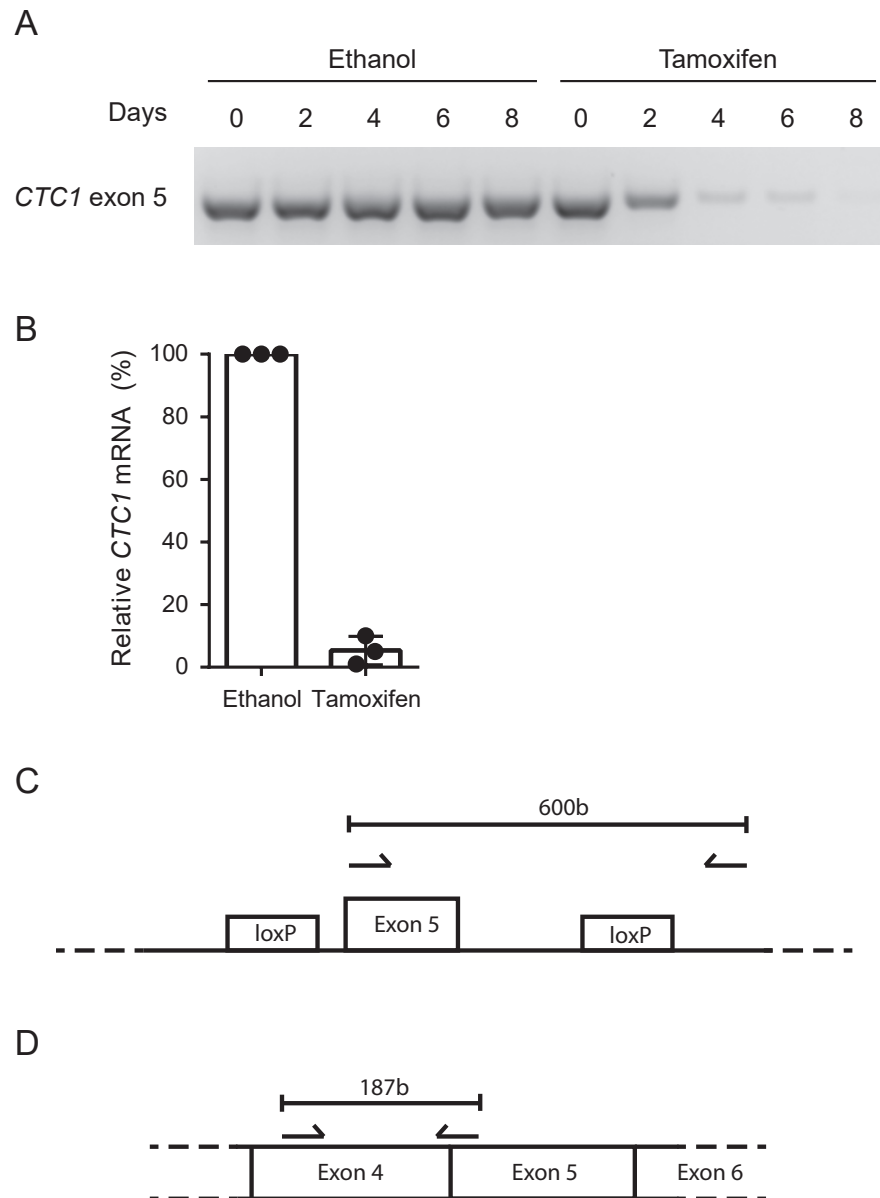 A
Ethanol Tamoxifen
Days 0 2 4 6 8 0 2 4 6 8
CTC1 exon 5
B
Relative CTC1 mRNA (%)
100
80
60
40
20
0
Ethanol Tamoxifen
C
600b
loxP Exon 5 loxP
D
187b
Exon 4 Exon 5 Exon 6